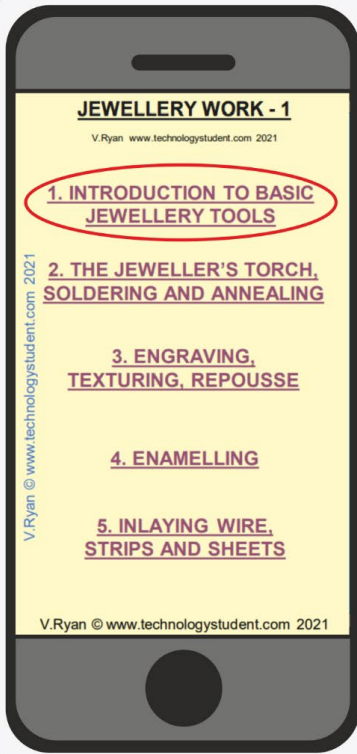 JEWELLERY WORK - 1
V.Ryan www.technologystudent.com 2021
1. INTRODUCTION TO BASIC
JEWELLERY TOOLS
2. THE JEWELLER’S TORCH,
SOLDERING AND ANNEALING
3. ENGRAVING,
TEXTURING, REPOUSSE
4. ENAMELLING
5. INLAYING WIRE,
STRIPS AND SHEETS
V.Ryan © www.technologystudent.com 2021
V.Ryan © www.technologystudent.com 2021